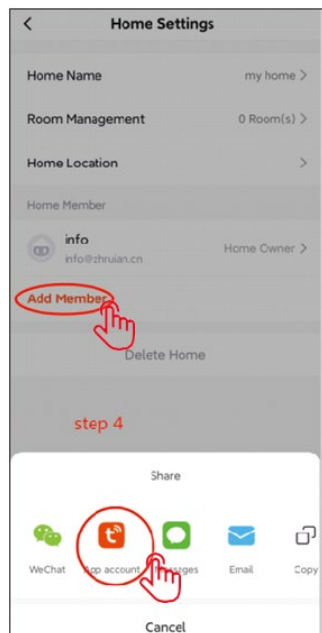 Home Settings
Home Name my home
Room Management 0 Room(s)
Home Location
Home Member
info Home Owner
info@zhruian.cn
Add Member
Delete Home
step 4
Share
WeChat App account Messages Email Copy
Cancel